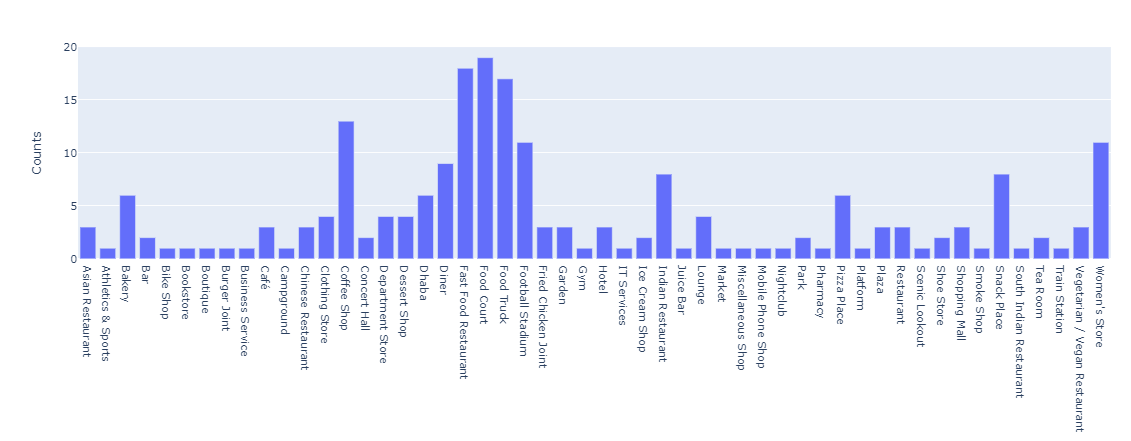 20
15
10
5
0
Counts
Asian Restaurant
Athletics & Sports
Bakery
Bar
Bike Shop
Bookstore
Boutique
Burger Joint
Business Service
Café
Campground
Chinese Restaurant
Clothing Store
Coffee Shop
Concert Hall
Department Store
Dessert Shop
Dhaba
Diner
Fast Food Restaurant
Food Court
Food Truck
Football Stadium
Fried Chicken Joint
Garden
Gym
Hotel
IT Services
Ice Cream Shop
Indian Restaurant
Juice Bar
Lounge
Market
Miscellaneous Shop
Mobile Phone Shop
Nightclub
Park
Pharmacy
Pizza Place
Platform
Plaza
Restaurant
Scenic Lookout
Shoe Store
Shopping Mall
Smoke Shop
Snack Place
South Indian Restaurant
Tea Room
Train Station
Vegetarian / Vegan Restaurant
Women's Store